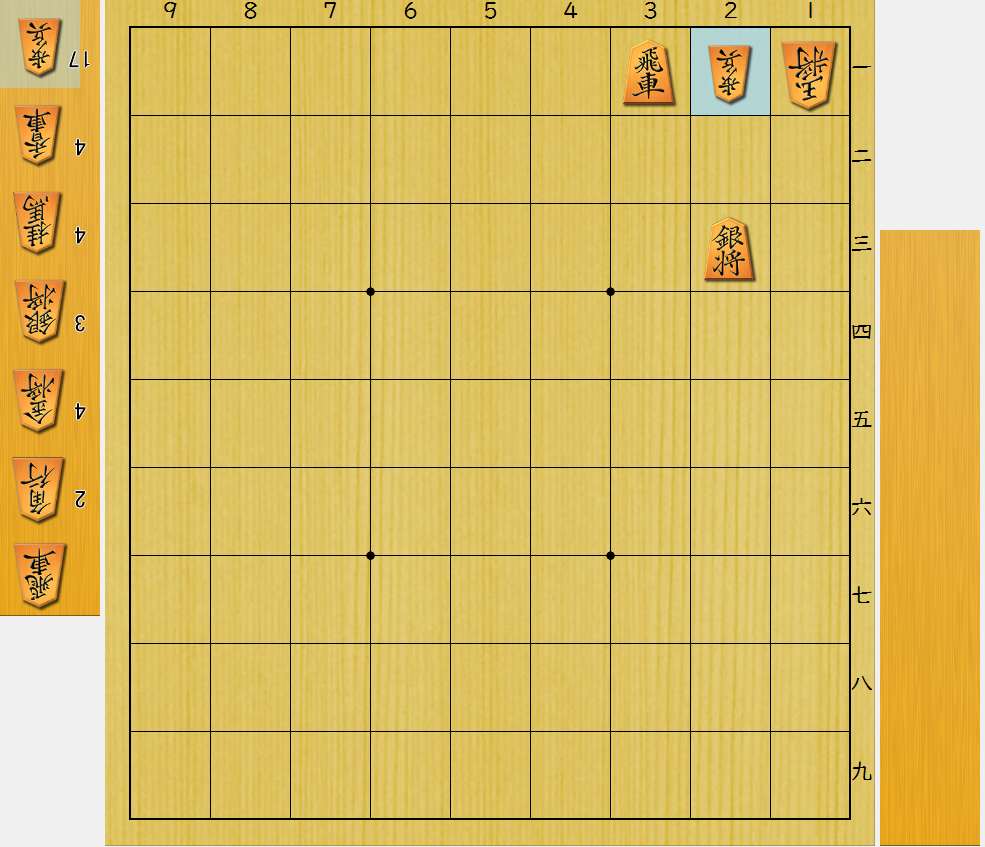 9 8 7 6 5 4 3 2 1
歩兵 17
香車 4
桂馬 4
銀将 3
金将 4
角行 2
飛車
飛車 歩兵 玉将 一
二
銀将 三
四
五
六
七
八
九